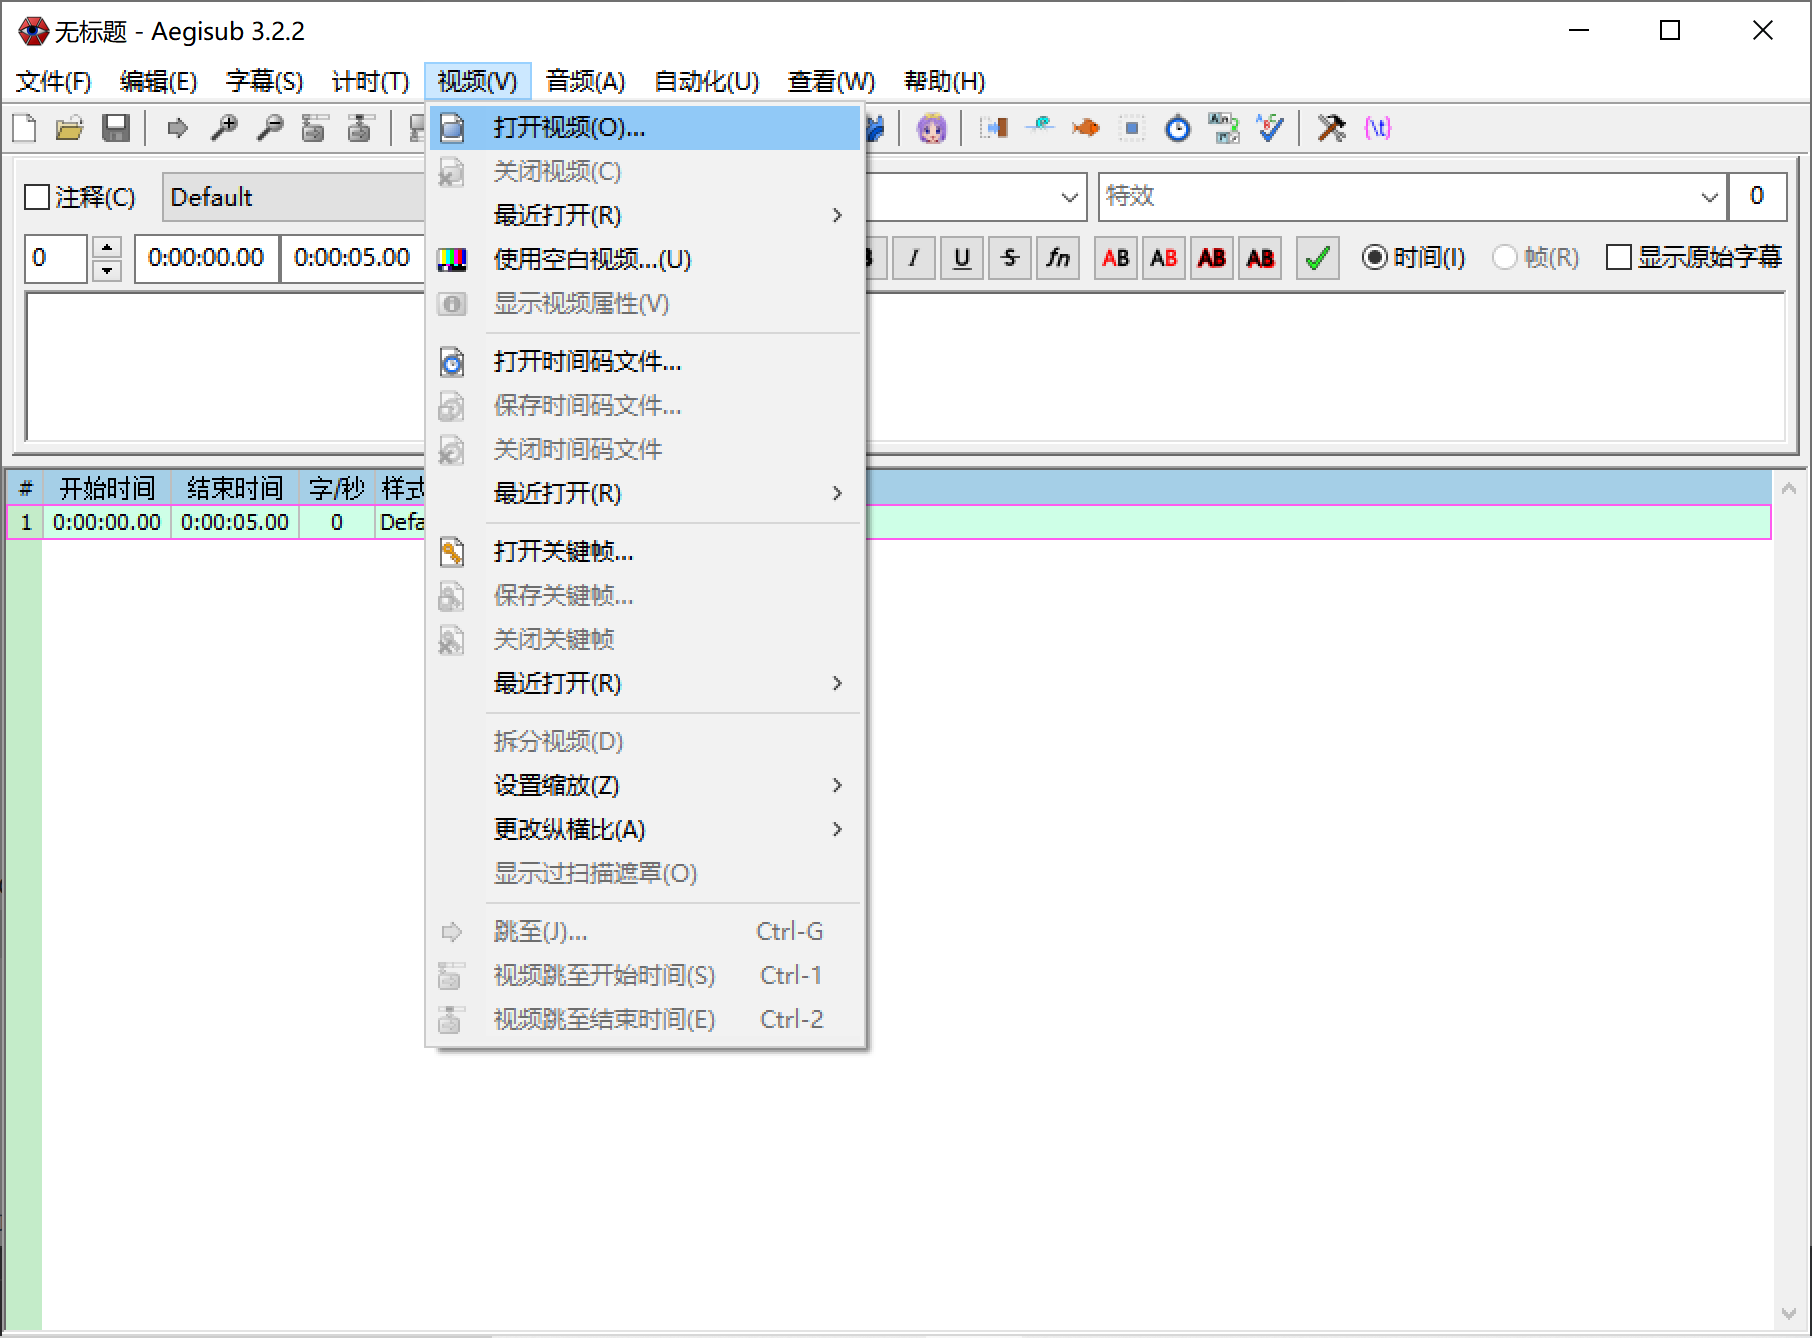 无标题 - Aegisub 3.2.2
文件(F) 编辑(E) 字幕(S) 计时(T) 视频(V) 音频(A) 自动化(U) 查看(W) 帮助(H)
{\t}
注释(C) Default 特效 0
0 0:00:00.00 0:00:05.00 I U S fn AB AB AB AB 时间(I) 帧(R) 显示原始字幕
# 开始时间 结束时间 字/秒 样式
1 0:00:00.00 0:00:05.00 0 Defa
打开视频(O)...
关闭视频(C)
最近打开(R)
使用空白视频...(U)
显示视频属性(V)
打开时间码文件...
保存时间码文件...
关闭时间码文件
最近打开(R)
打开关键帧...
保存关键帧...
关闭关键帧
最近打开(R)
拆分视频(D)
设置缩放(Z)
更改纵横比(A)
显示过扫描遮罩(O)
跳至(J)... Ctrl-G
视频跳至开始时间(S) Ctrl-1
视频跳至结束时间(E) Ctrl-2